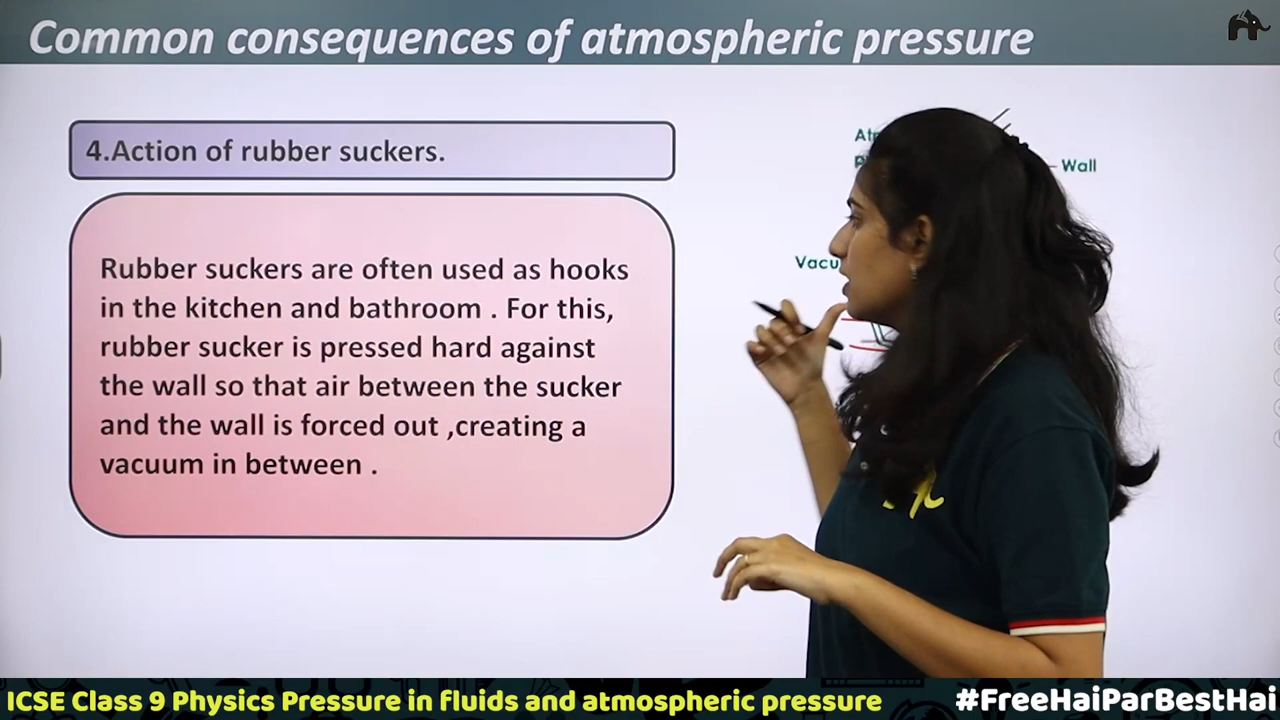 Common consequences of atmospheric pressure
4.Action of rubber suckers.
Rubber suckers are often used as hooks
in the kitchen and bathroom . For this,
rubber sucker is pressed hard against
the wall so that air between the sucker
and the wall is forced out ,creating a
vacuum in between .
Wall
ICSE Class 9 Physics Pressure in fluids and atmospheric pressure
#FreeHaiParBestHai